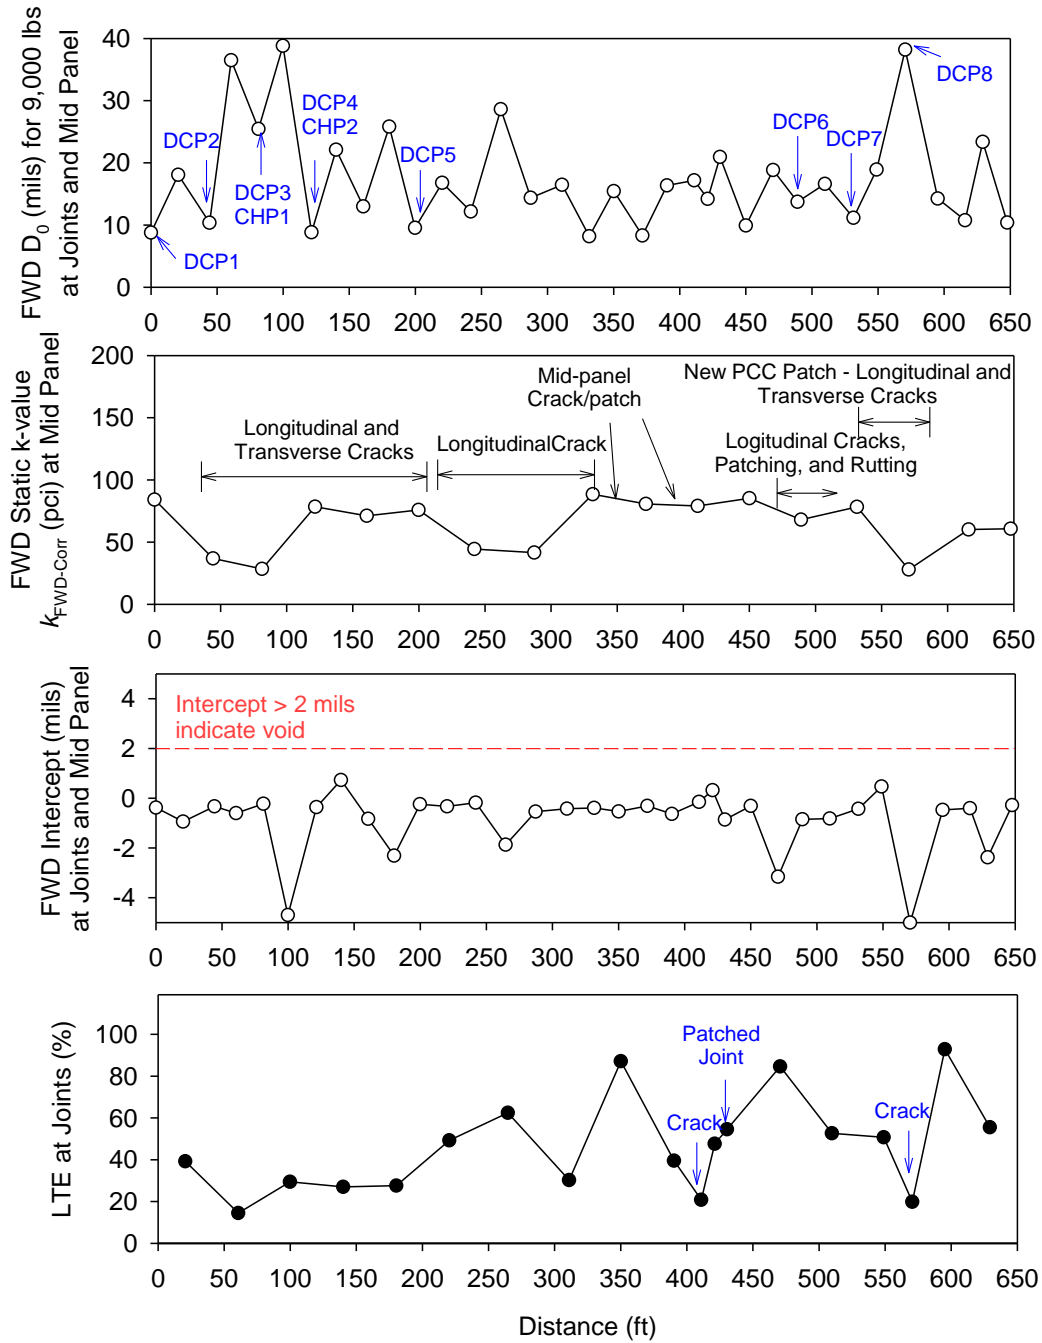 FWD D0 (mils) for 9,000 lbs
at Joints and Mid Panel
40
30
20
10
0
DCP1
DCP2
DCP3
CHP1
DCP4
CHP2
DCP5
DCP6
DCP7
DCP8
0 50 100 150 200 250 300 350 400 450 500 550 600 650
FWD Static k-value
kFWD-Corr (pci) at Mid Panel
200
150
100
50
0
Longitudinal and
Transverse Cracks
LongitudinalCrack
Mid-panel
Crack/patch
New PCC Patch - Longitudinal and
Transverse Cracks
Logitudinal Cracks,
Patching, and Rutting
0 50 100 150 200 250 300 350 400 450 500 550 600 650
FWD Intercept (mils)
at Joints and Mid Panel
4
2
0
-2
-4
Intercept > 2 mils
indicate void
0 50 100 150 200 250 300 350 400 450 500 550 600 650
LTE at Joints (%)
100
80
60
40
20
0
Patched
Joint
Crack
Crack
0 50 100 150 200 250 300 350 400 450 500 550 600 650
Distance (ft)